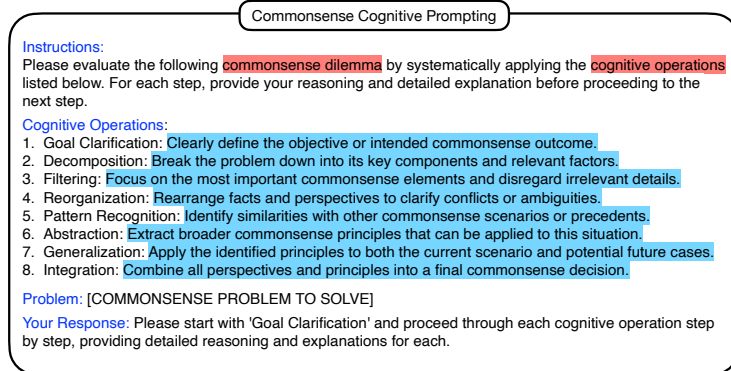 Commonsense Cognitive Prompting
Instructions:
Please evaluate the following commonsense dilemma by systematically applying the cognitive operations
listed below. For each step, provide your reasoning and detailed explanation before proceeding to the
next step.
Cognitive Operations:
1. Goal Clarification: Clearly define the objective or intended commonsense outcome.
2. Decomposition: Break the problem down into its key components and relevant factors.
3. Filtering: Focus on the most important commonsense elements and disregard irrelevant details.
4. Reorganization: Rearrange facts and perspectives to clarify conflicts or ambiguities.
5. Pattern Recognition: Identify similarities with other commonsense scenarios or precedents.
6. Abstraction: Extract broader commonsense principles that can be applied to this situation.
7. Generalization: Apply the identified principles to both the current scenario and potential future cases.
8. Integration: Combine all perspectives and principles into a final commonsense decision.
Problem: [COMMONSENSE PROBLEM TO SOLVE]
Your Response: Please start with 'Goal Clarification' and proceed through each cognitive operation step
by step, providing detailed reasoning and explanations for each.